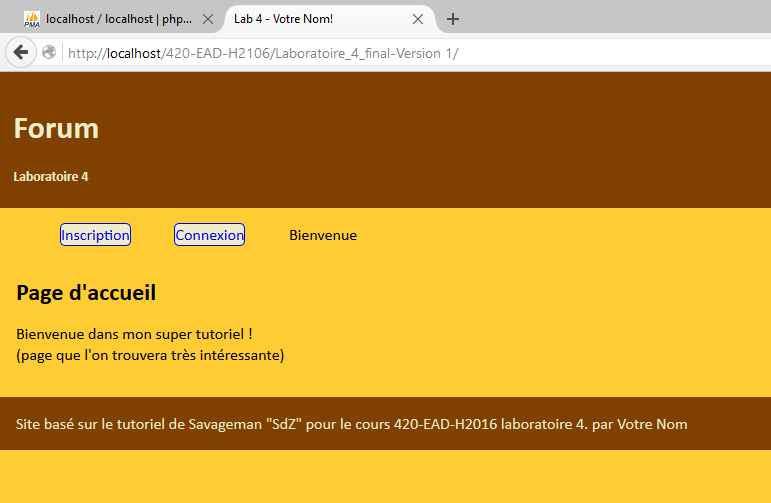 PMA
localhost / localhost | php...
Lab 4 - Votre Nom!
http://localhost/420-EAD-H2106/Laboratoire_4_final-Version 1/
Forum
Laboratoire 4
Inscription
Connexion
Bienvenue
Page d'accueil
Bienvenue dans mon super tutoriel !
(page que l'on trouvera très intéressante)
Site basé sur le tutoriel de Savageman "SdZ" pour le cours 420-EAD-H2016 laboratoire 4. par Votre Nom